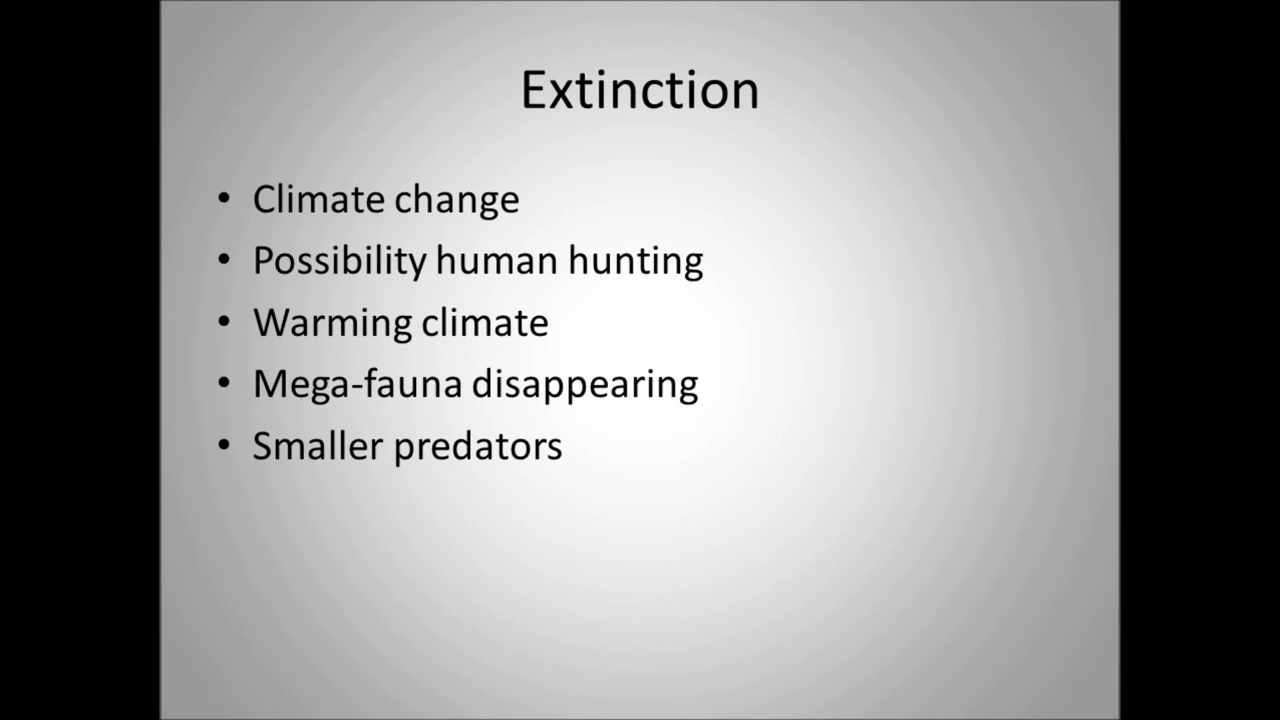 Extinction
• Climate change
• Possibility human hunting
• Warming climate
• Mega-fauna disappearing
• Smaller predators